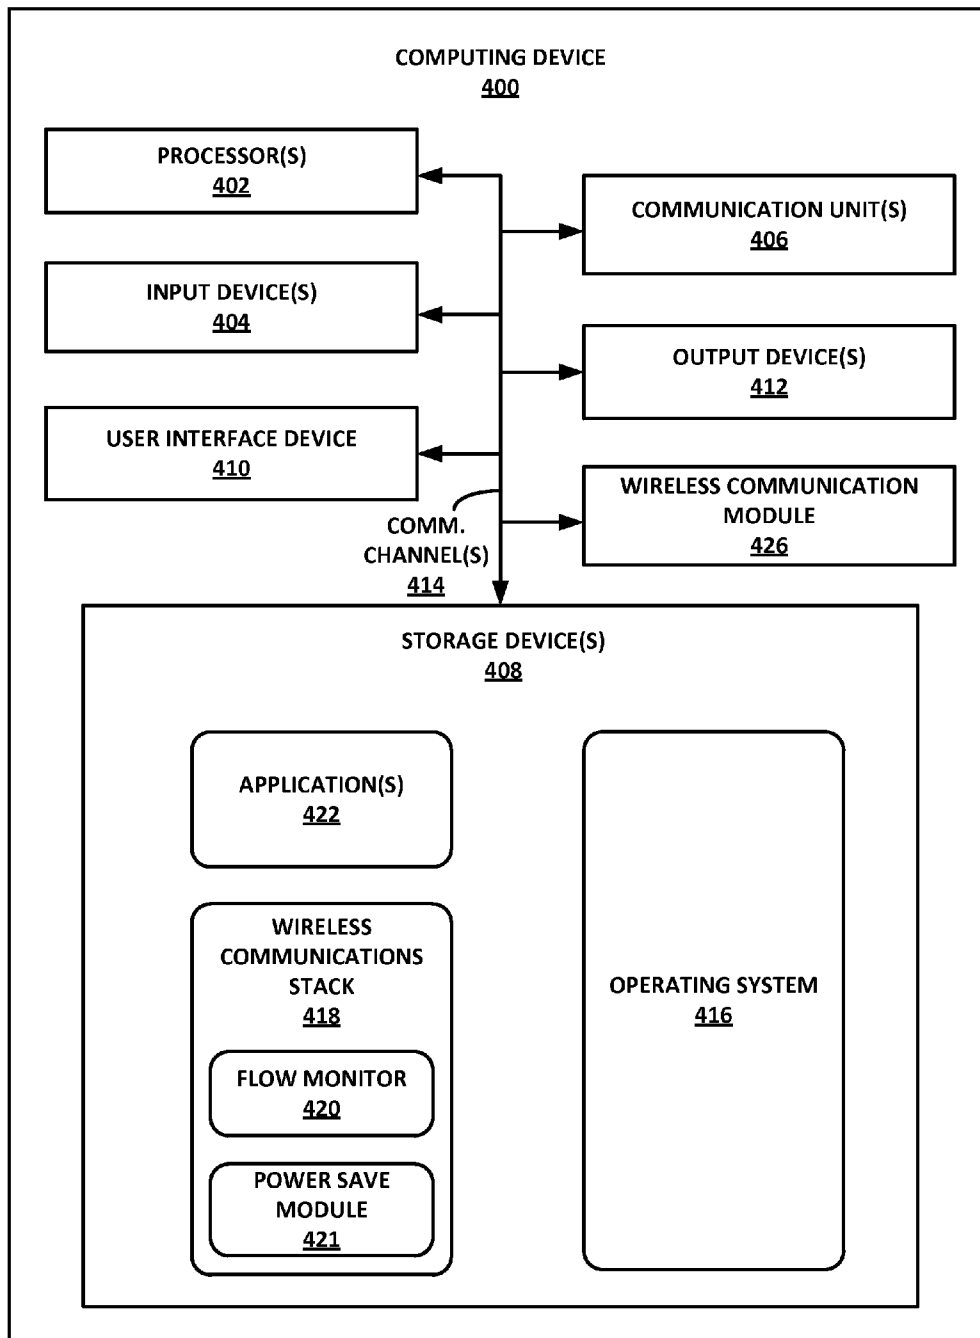 COMPUTING DEVICE
400
PROCESSOR(S)
402
COMMUNICATION UNIT(S)
406
INPUT DEVICE(S)
404
OUTPUT DEVICE(S)
412
USER INTERFACE DEVICE
410
WIRELESS COMMUNICATION
MODULE
426
COMM.
CHANNEL(S)
414
STORAGE DEVICE(S)
408
APPLICATION(S)
422
WIRELESS
COMMUNICATIONS
STACK
418
FLOW MONITOR
420
POWER SAVE
MODULE
421
OPERATING SYSTEM
416